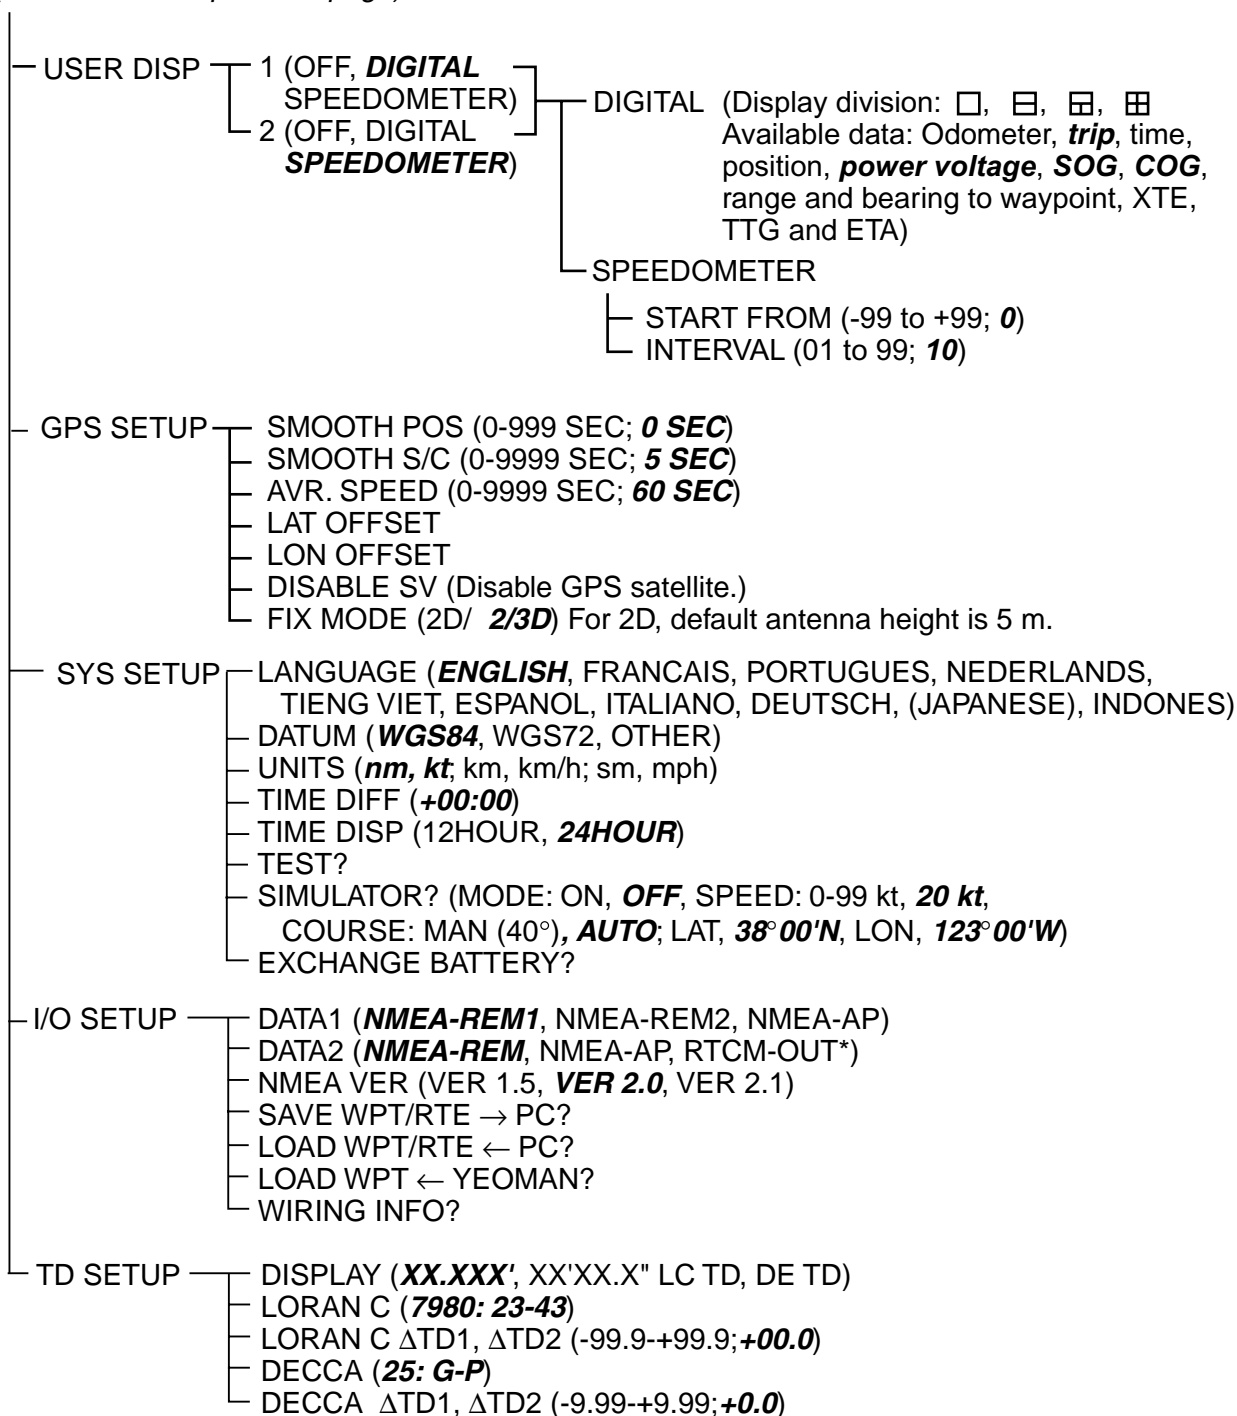 USER DISP
1 (OFF, DIGITAL
SPEEDOMETER)
2 (OFF, DIGITAL
SPEEDOMETER)
DIGITAL (Display division: □, ⊟, , ⊞
Available data: Odometer, trip, time,
position, power voltage, SOG, COG,
range and bearing to waypoint, XTE,
TTG and ETA)
SPEEDOMETER
START FROM (-99 to +99; 0)
INTERVAL (01 to 99; 10)
GPS SETUP
SMOOTH POS (0-999 SEC; 0 SEC)
SMOOTH S/C (0-9999 SEC; 5 SEC)
AVR. SPEED (0-9999 SEC; 60 SEC)
LAT OFFSET
LON OFFSET
DISABLE SV (Disable GPS satellite.)
FIX MODE (2D/ 2/3D) For 2D, default antenna height is 5 m.
SYS SETUP
LANGUAGE (ENGLISH, FRANCAIS, PORTUGUES, NEDERLANDS,
TIENG VIET, ESPANOL, ITALIANO, DEUTSCH, (JAPANESE), INDONES)
DATUM (WGS84, WGS72, OTHER)
UNITS (nm, kt; km, km/h; sm, mph)
TIME DIFF (+00:00)
TIME DISP (12HOUR, 24HOUR)
TEST?
SIMULATOR? (MODE: ON, OFF, SPEED: 0-99 kt, 20 kt,
COURSE: MAN (40°), AUTO; LAT, 38°00'N, LON, 123°00'W)
EXCHANGE BATTERY?
I/O SETUP
DATA1 (NMEA-REM1, NMEA-REM2, NMEA-AP)
DATA2 (NMEA-REM, NMEA-AP, RTCM-OUT*)
NMEA VER (VER 1.5, VER 2.0, VER 2.1)
SAVE WPT/RTE → PC?
LOAD WPT/RTE ← PC?
LOAD WPT ← YEOMAN?
WIRING INFO?
TD SETUP
DISPLAY (XX.XXX', XX'XX.X" LC TD, DE TD)
LORAN C (7980: 23-43)
LORAN C ΔTD1, ΔTD2 (-99.9-+99.9;+00.0)
DECCA (25: G-P)
DECCA ΔTD1, ΔTD2 (-9.99-+9.99;+0.0)